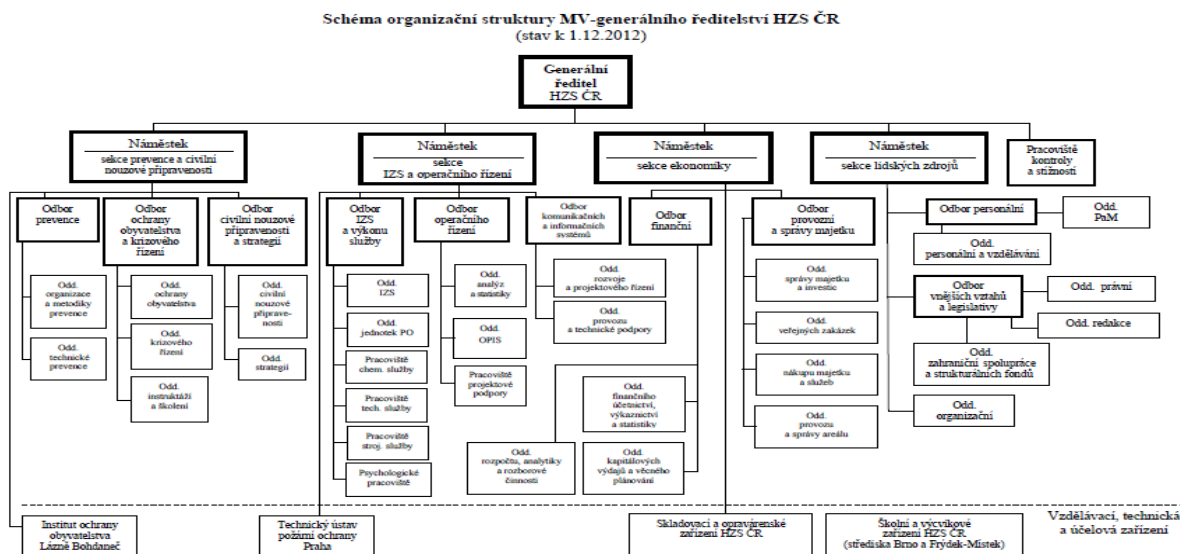 Schéma organizační struktury MV-generálního ředitelství HZS ČR
(stav k 1.12.2012)
Generální
ředitel
HZS ČR
Náměstek
sekce prevence a civilní
nouzové připravenosti
Náměstek
sekce
IZS a operačního řízení
Náměstek
sekce ekonomiky
Náměstek
sekce lidských zdrojů
Pracoviště
kontroly
a stížností
Odbor
prevence
Odbor
ochrany
obyvatelstva
a krizového
řízení
Odbor
civilní nouzové
připravenosti
a strategií
Odbor
IZS
a výkonu
služby
Odbor
operačního
řízení
Odbor
komunikačních
a informačních
systémů
Odbor
finanční
Odbor
provozní
a správy majetku
Odbor personální
Odd.
PaM
Odd.
personální a vzdělávání
Odbor
vnějších vztahů
a legislativy
Odd. právní
Odd. redakce
Odd.
zahraniční spolupráce
a strukturálních fondů
Odd.
organizační
Odd.
organizace
a metodiky
prevence
Odd.
technické
prevence
Odd.
ochrany
obyvatelstva
Odd.
krizového
řízení
Odd.
instruktáží
a školení
Odd.
civilní
nouzové
připrave-
nosti
Odd.
strategií
Odd.
IZS
Odd.
jednotek PO
Pracoviště
chem. služby
Pracoviště
tech. služby
Pracoviště
stroj. služby
Psychologické
pracoviště
Odd.
analýz
a statistiky
Odd.
OPIS
Pracoviště
projektové
podpory
Odd.
rozvoje
a projektového řízení
Odd.
provozu
a technické podpory
Odd.
finančního
účetnictví,
výkaznictví
a statistiky
Odd.
rozpočtu, analytiky
a rozborové
činnosti
Odd.
kapitálových
výdajů a věcného
plánování
Odd.
správy majetku
a investic
Odd.
veřejných zakázek
Odd.
nákupu majetku
a služeb
Odd.
provozu
a správy areálu
Institut ochrany
obyvatelstva
Lázně Bohdaneč
Technický ústav
požární ochrany
Praha
Skladovací a opravárenské
zařízení HZS ČR
Školní a výcvikové
zařízení HZS ČR
(střediska Brno a Frýdek-Místek)
Vzdělávací, technická
a účelová zařízení